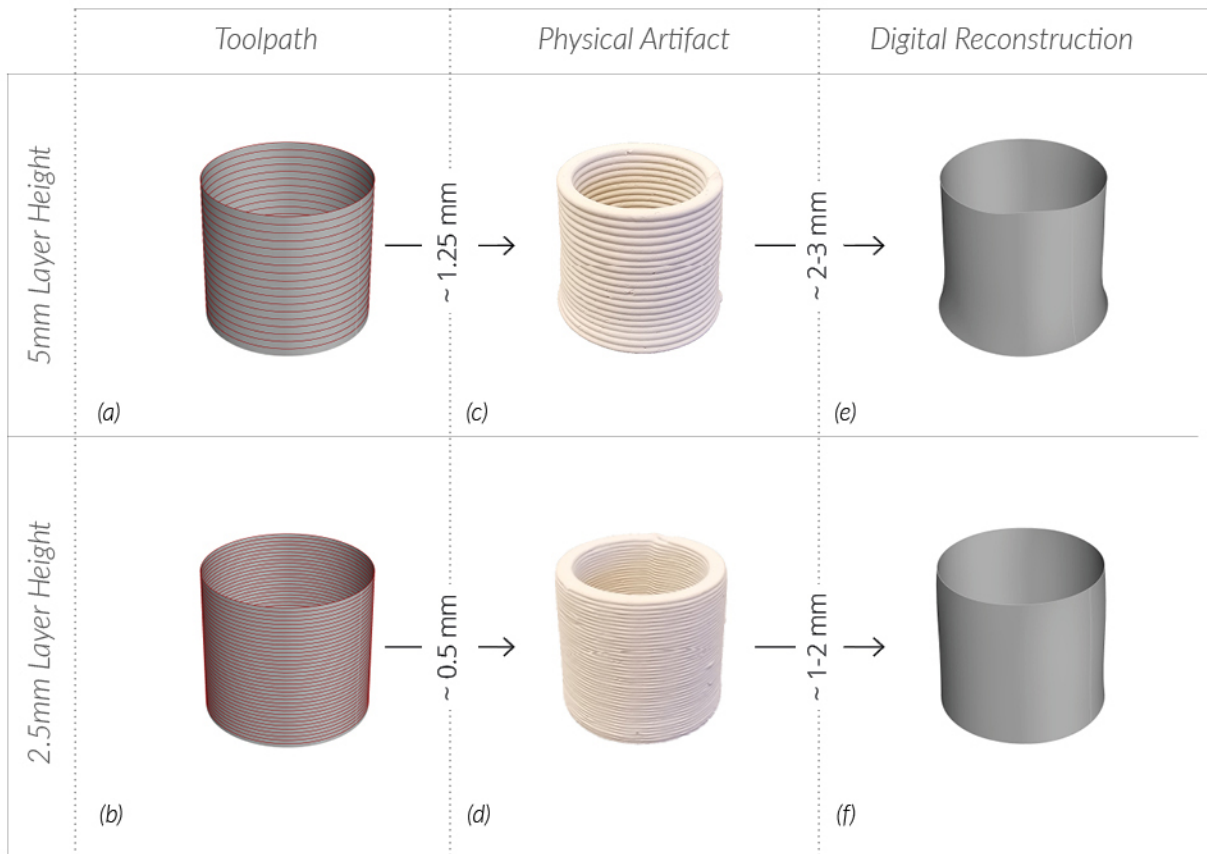 Toolpath
Physical Artifact
Digital Reconstruction
5mm Layer Height
~ 1.25 mm
~ 2-3 mm
(a)
(c)
(e)
2.5mm Layer Height
~ 0.5 mm
~ 1-2 mm
(b)
(d)
(f)